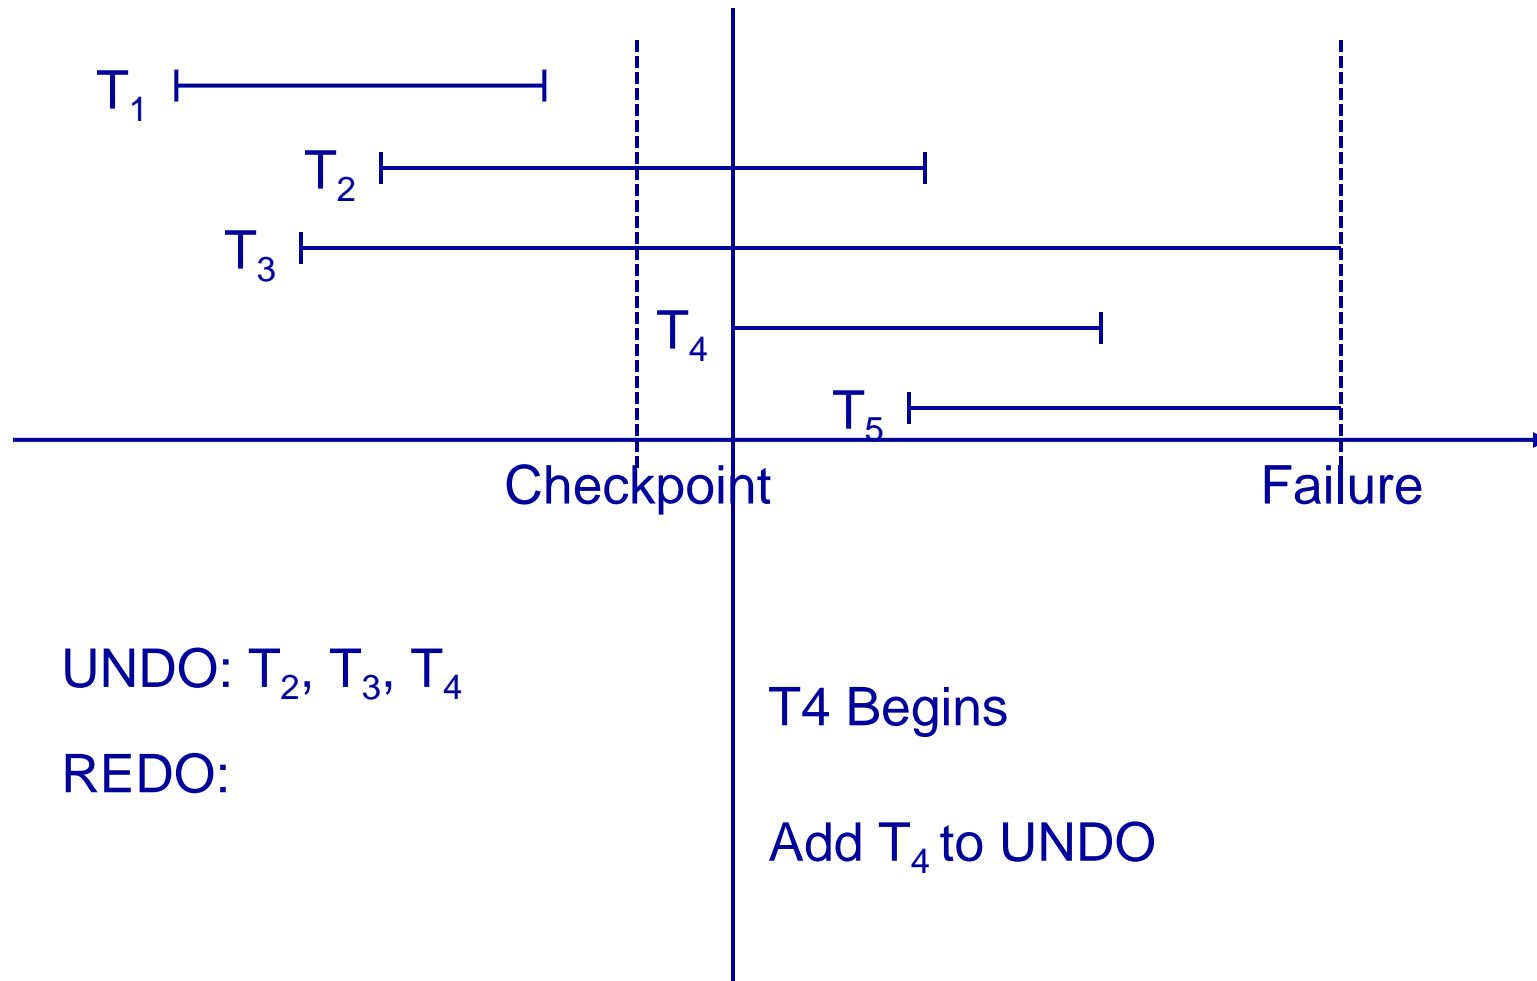 T₁
T₂
T₃
T₄
T₅
Checkpoint
Failure
UNDO: T₂, T₃, T₄
T4 Begins
REDO:
Add T₄ to UNDO